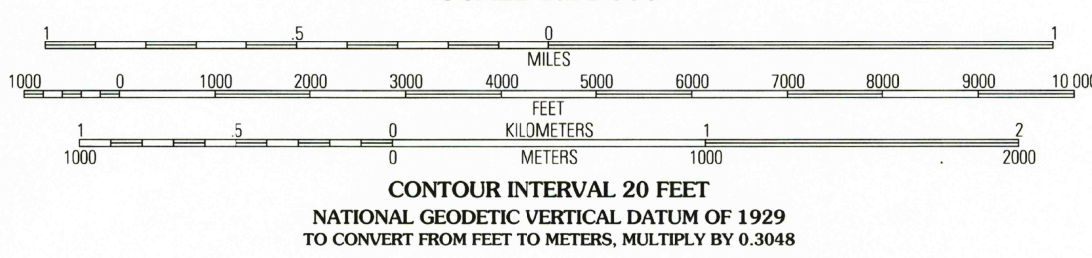 1 .5 0 1
MILES
1000 0 1000 2000 3000 4000 5000 6000 7000 8000 9000 10 000
FEET
1 .5 0 KILOMETERS 1 2
1000 0 METERS 1000 2000
CONTOUR INTERVAL 20 FEET
NATIONAL GEODETIC VERTICAL DATUM OF 1929
TO CONVERT FROM FEET TO METERS, MULTIPLY BY 0.3048